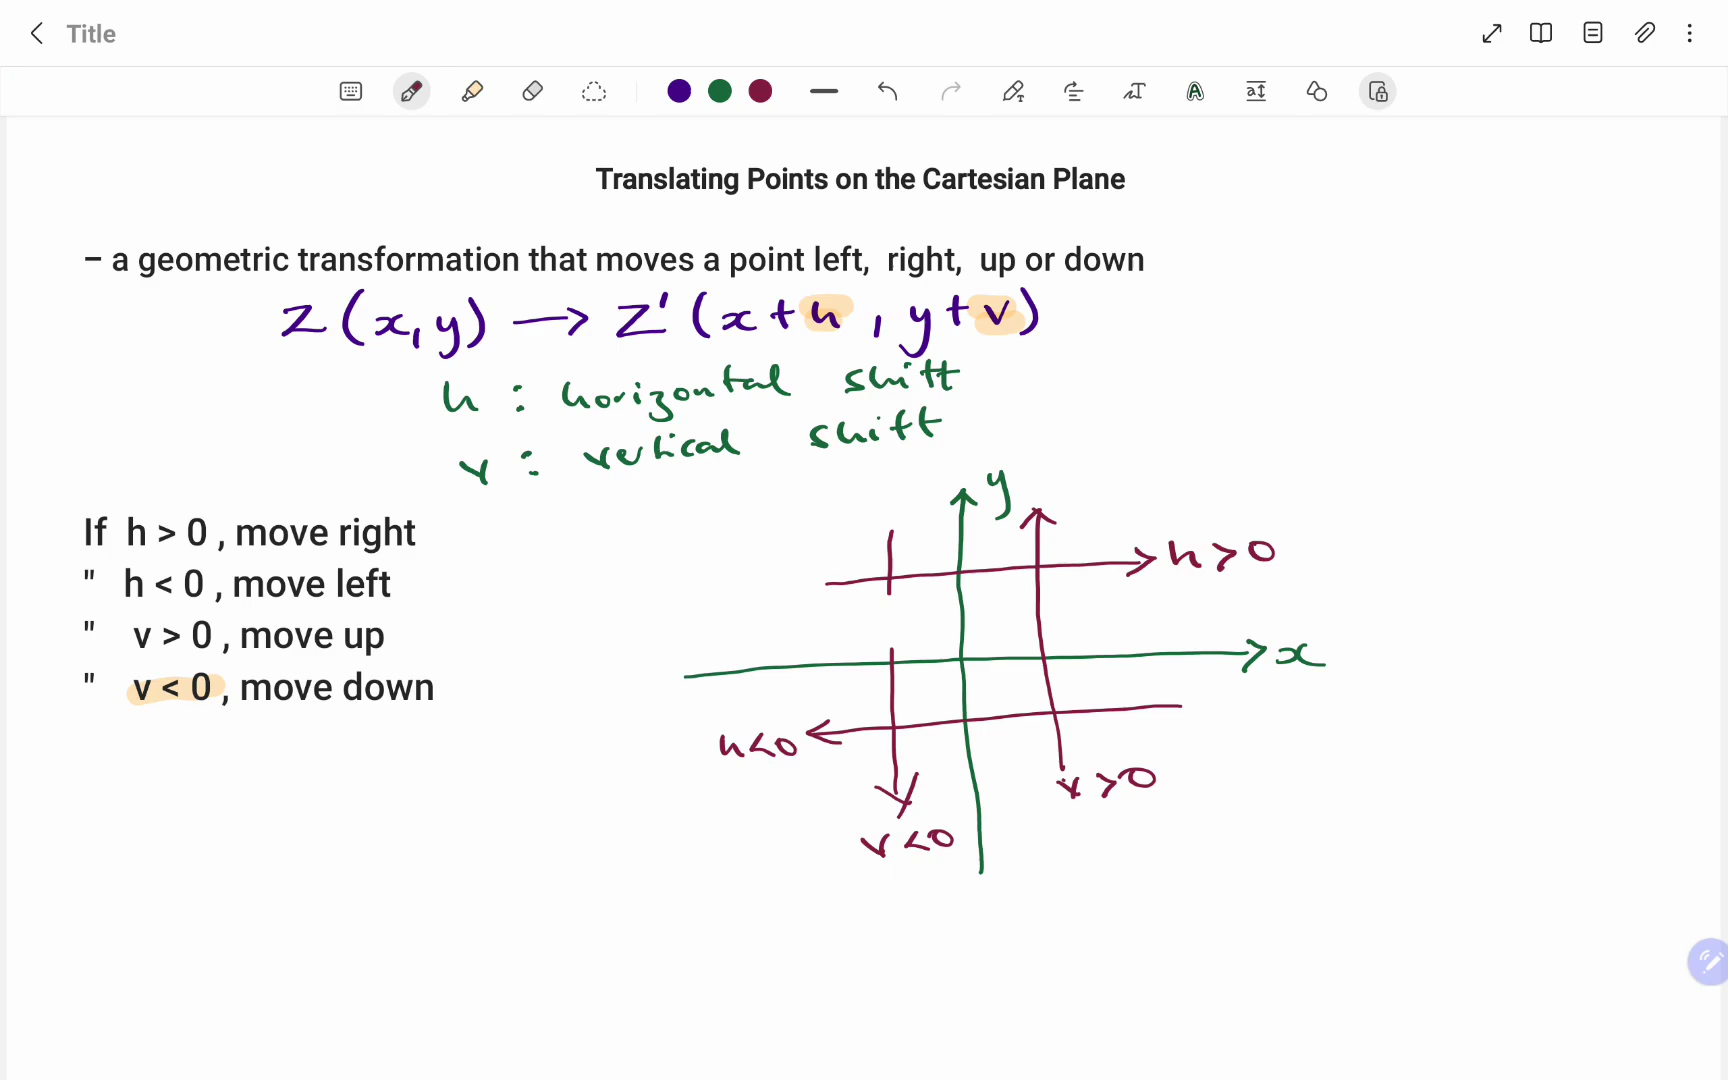 Title
Translating Points on the Cartesian Plane
– a geometric transformation that moves a point left, right, up or down
Z(x,y) → Z'(x+h, y+v)
h : horizontal shift
v : vertical shift
If h > 0 , move right
" h < 0 , move left
" v > 0 , move up
" v < 0 , move down
y
h>0
x
h<0
v>0
v<0